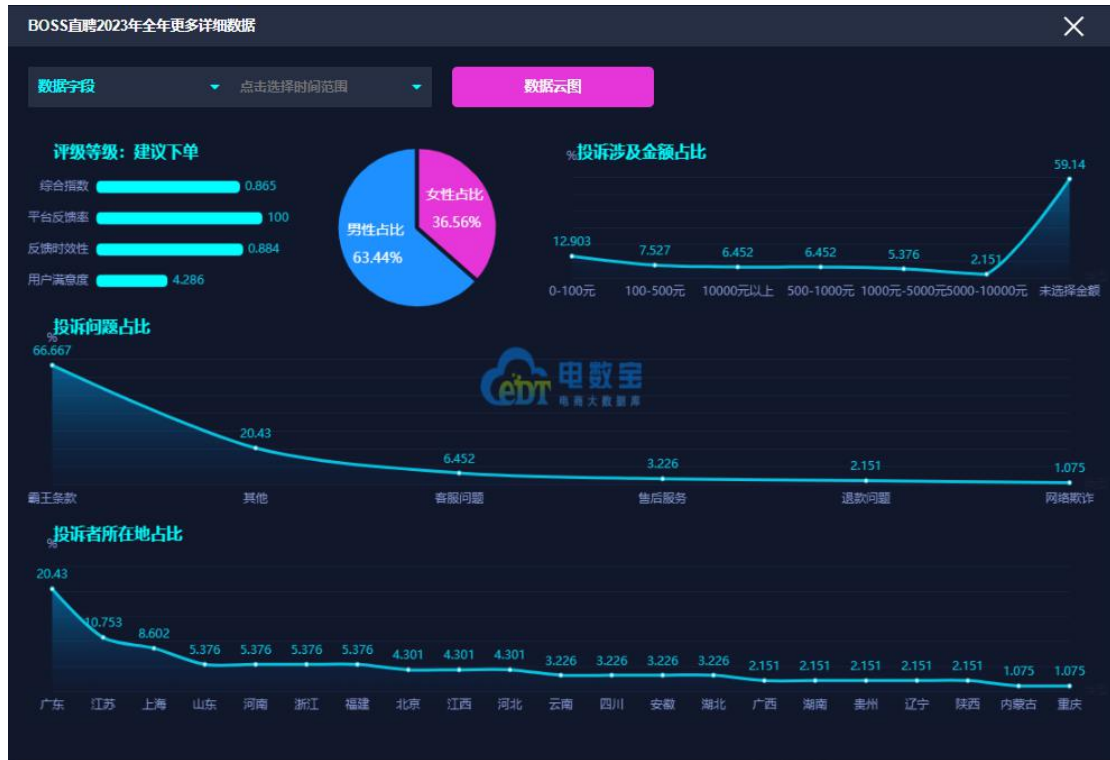 BOSS直聘2023年全年更多详细数据
数据字段
点击选择时间范围
数据云图
评级等级：建议下单
综合指数 0.865
平台反馈率 100
反馈时效性 0.884
用户满意度 4.286
女性占比
36.56%
男性占比
63.44%
%
投诉涉及金额占比
12.903 7.527 6.452 6.452 5.376 2.151 59.14
0-100元 100-500元 10000元以上 500-1000元 1000元-5000元 5000-10000元 未选择金额
投诉问题占比
%
66.667 20.43 6.452 3.226 2.151 1.075
霸王条款 其他 客服问题 售后服务 退款问题 网络欺诈
eDT 电数宝
电商大数据库
投诉者所在地占比
%
20.43 10.753 8.602 5.376 5.376 5.376 5.376 4.301 4.301 4.301 3.226 3.226 3.226 3.226 2.151 2.151 2.151 2.151 2.151 1.075 1.075
广东 江苏 上海 山东 河南 浙江 福建 北京 江西 河北 云南 四川 安徽 湖北 广西 湖南 贵州 辽宁 陕西 内蒙古 重庆